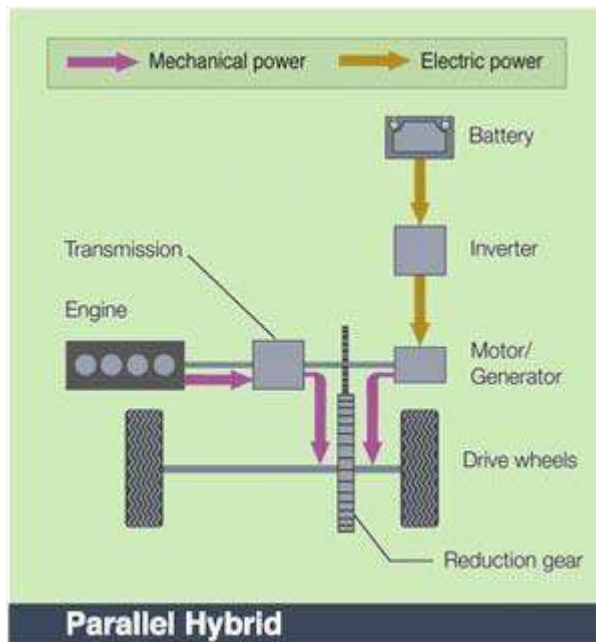 Mechanical power
Electric power
Battery
Transmission
Inverter
Engine
Motor/
Generator
Drive wheels
Reduction gear
Parallel Hybrid